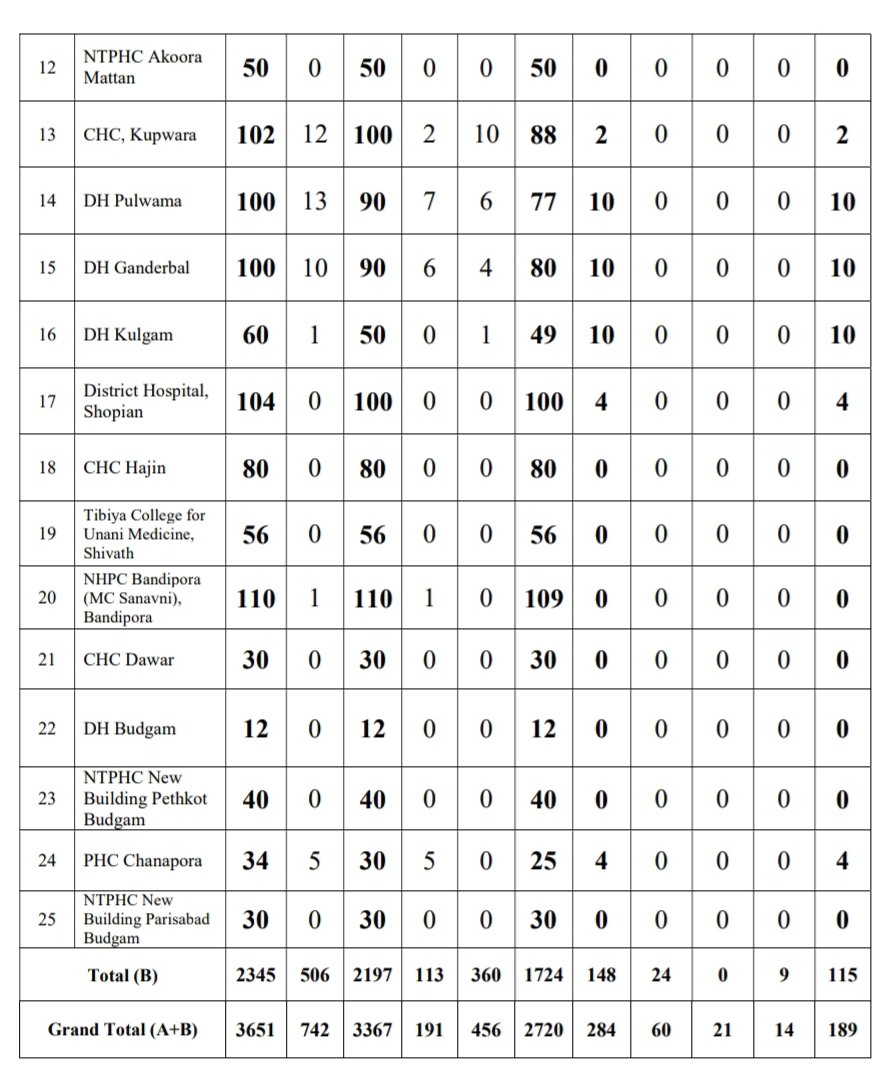 12 NTPHC Akoora Mattan 50 0 50 0 0 50 0 0 0 0 0
13 CHC, Kupwara 102 12 100 2 10 88 2 0 0 0 2
14 DH Pulwama 100 13 90 7 6 77 10 0 0 0 10
15 DH Ganderbal 100 10 90 6 4 80 10 0 0 0 10
16 DH Kulgam 60 1 50 0 1 49 10 0 0 0 10
17 District Hospital, Shopian 104 0 100 0 0 100 4 0 0 0 4
18 CHC Hajin 80 0 80 0 0 80 0 0 0 0 0
19 Tibiya College for Unani Medicine, Shivath 56 0 56 0 0 56 0 0 0 0 0
20 NHPC Bandipora (MC Sanavni), Bandipora 110 1 110 1 0 109 0 0 0 0 0
21 CHC Dawar 30 0 30 0 0 30 0 0 0 0 0
22 DH Budgam 12 0 12 0 0 12 0 0 0 0 0
23 NTPHC New Building Pethkot Budgam 40 0 40 0 0 40 0 0 0 0 0
24 PHC Chanapora 34 5 30 5 0 25 4 0 0 0 4
25 NTPHC New Building Parisabad Budgam 30 0 30 0 0 30 0 0 0 0 0
Total (B) 2345 506 2197 113 360 1724 148 24 0 9 115
Grand Total (A+B) 3651 742 3367 191 456 2720 284 60 21 14 189